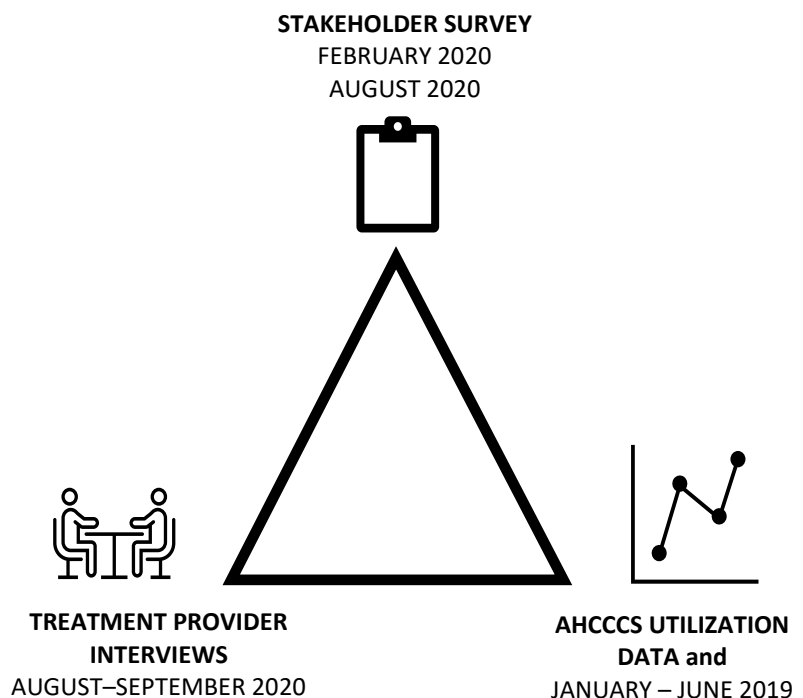 STAKEHOLDER SURVEY
FEBRUARY 2020
AUGUST 2020
TREATMENT PROVIDER
INTERVIEWS
AUGUST–SEPTEMBER 2020
AHCCCS UTILIZATION
DATA and
JANUARY – JUNE 2019